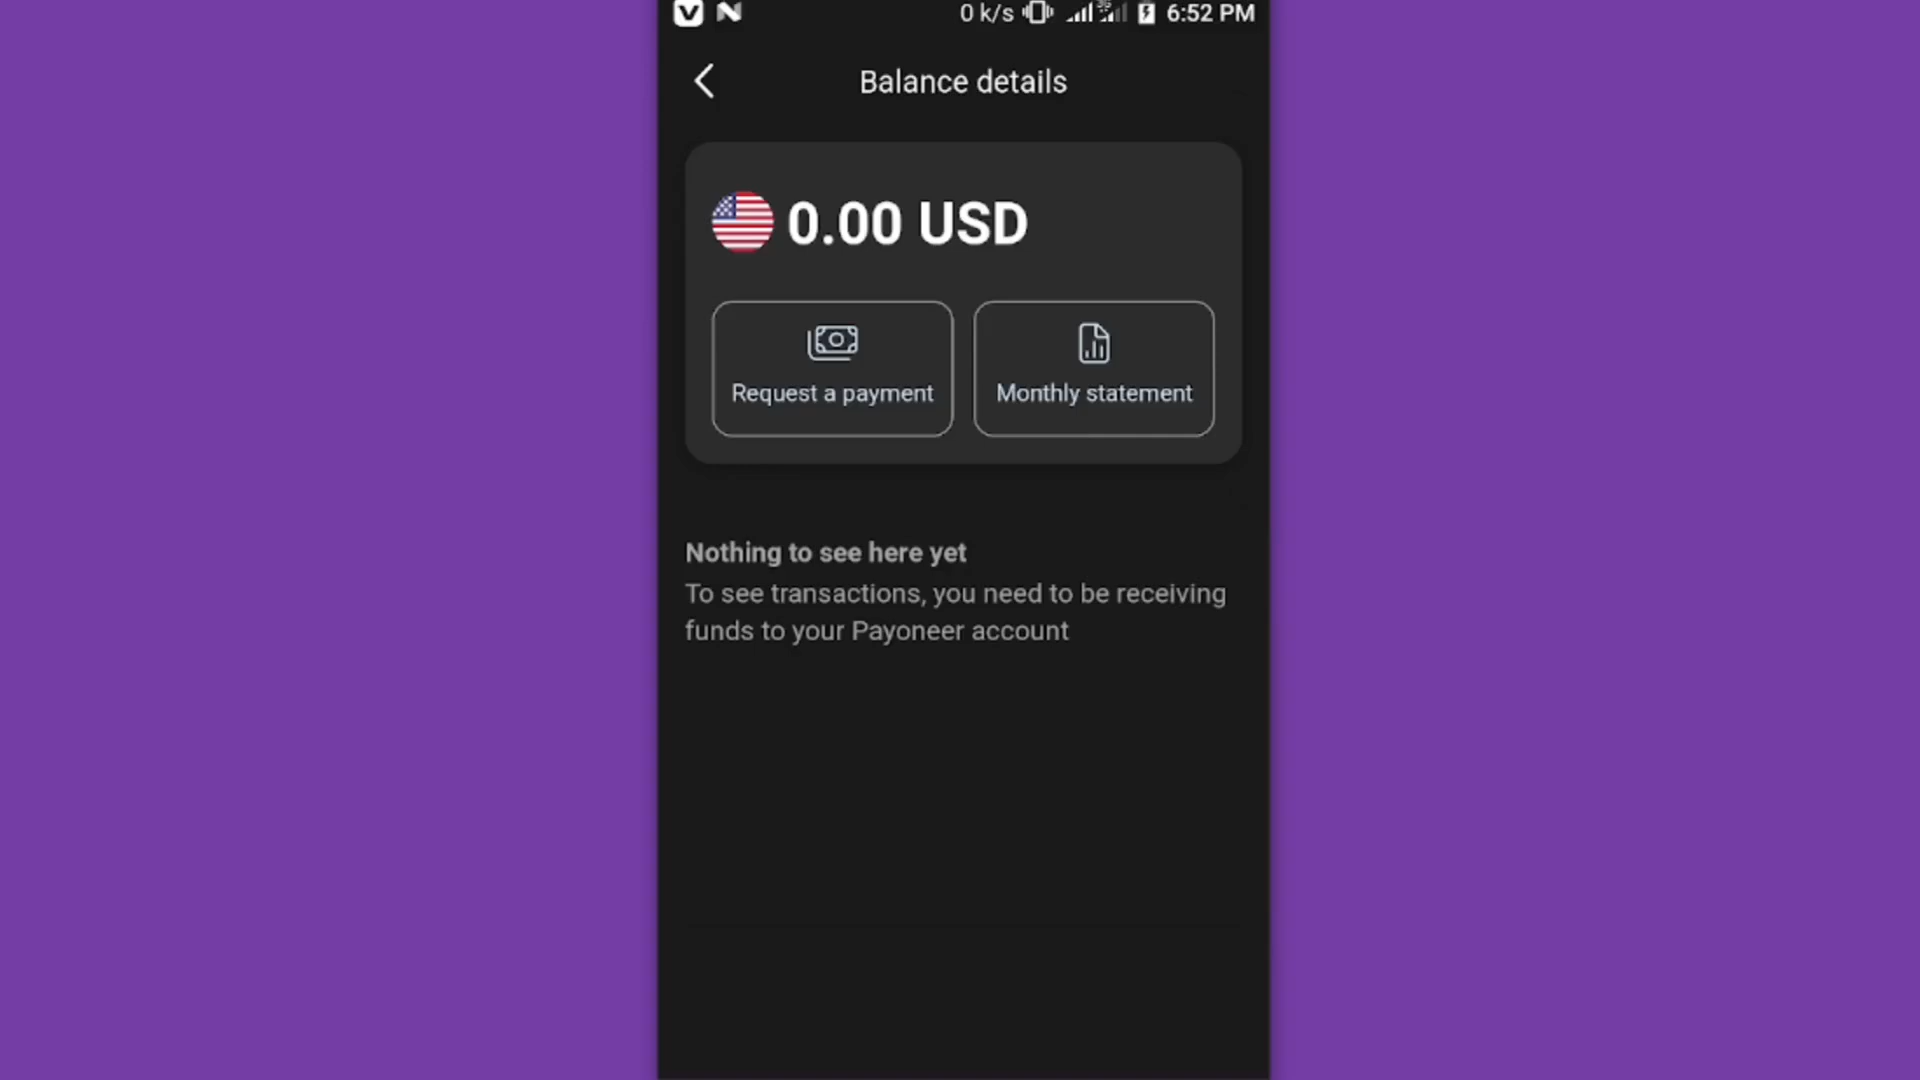 0 k/s 6:52 PM
Balance details
0.00 USD
Request a payment
Monthly statement
Nothing to see here yet
To see transactions, you need to be receiving
funds to your Payoneer account